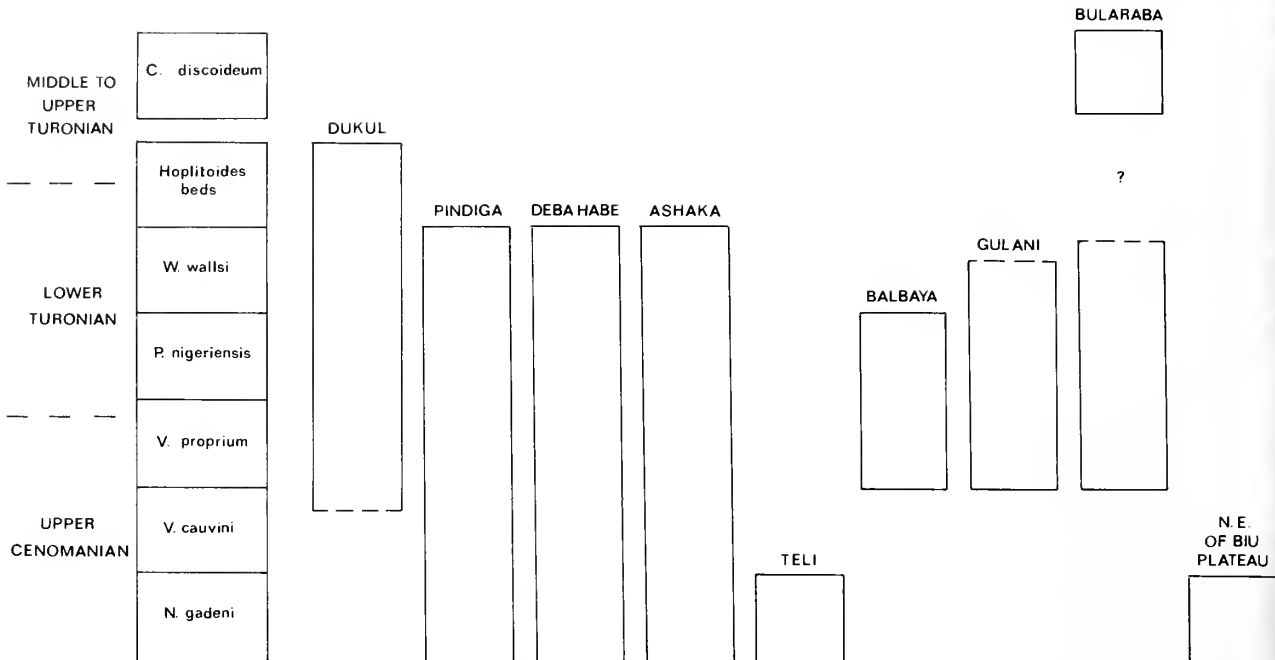 BULARABA
MIDDLE TO
UPPER
TURONIAN
C. discoideum
DUKUL
Hoplitoides
beds
?
PINDIGA
DEBA HABE
ASHAKA
GULANI
W. wallsi
LOWER
TURONIAN
BALBAYA
P. nigeriensis
V. proprium
UPPER
CENOMANIAN
V. cauvini
N. E.
OF BIU
PLATEAU
TELI
N. gadeni